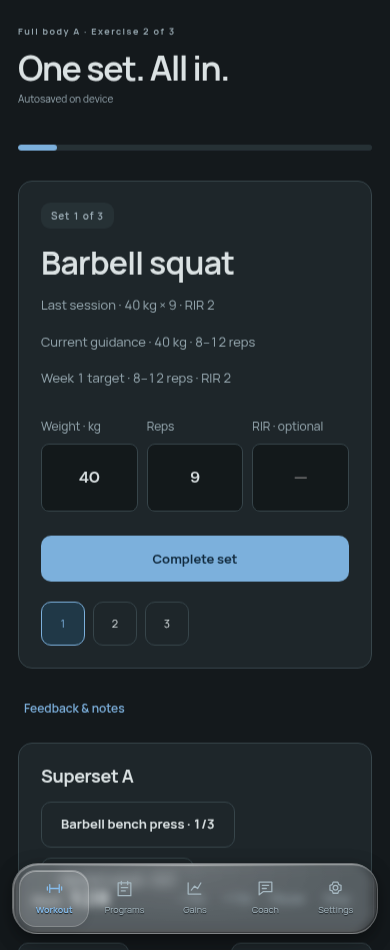 Full body A · Exercise 2 of 3
One set. All in.
Autosaved on device
Set 1 of 3
Barbell squat
Last session · 40 kg × 9 · RIR 2
Current guidance · 40 kg · 8–12 reps
Week 1 target · 8–12 reps · RIR 2
Weight · kg Reps RIR · optional
40 9 —
Complete set
1 2 3
Feedback & notes
Superset A
Barbell bench press · 1/3
Workout Programs Gains Coach Settings